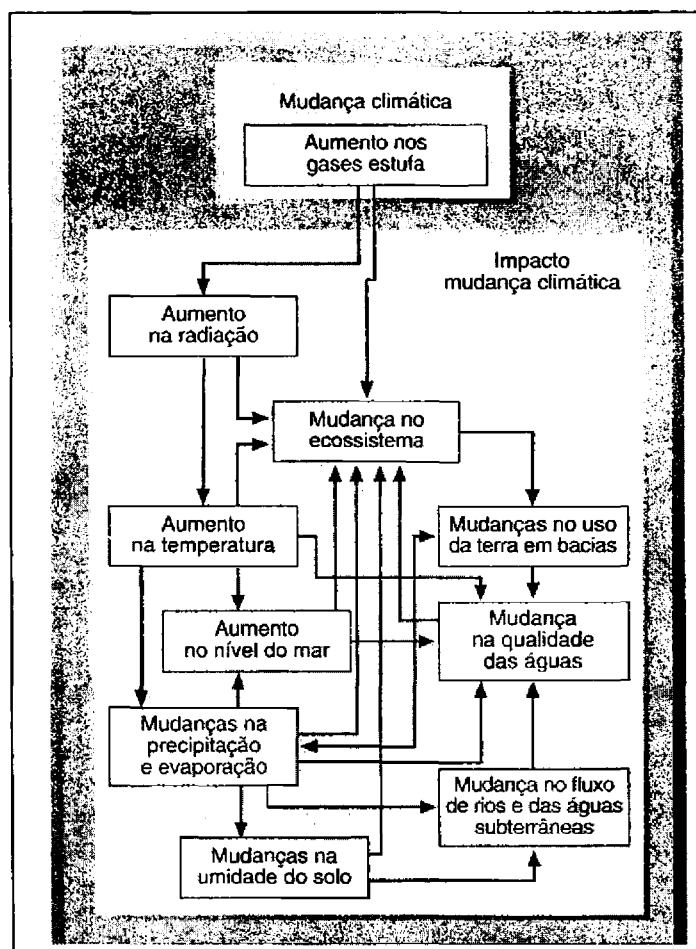 Mudança climática
Aumento nos
gases estufa
Impacto
mudança climática
Aumento
na radiação
Mudança no
ecossistema
Aumento
na temperatura
Mudanças no uso
da terra em bacias
Aumento
no nível do mar
Mudança
na qualidade
das águas
Mudanças na
precipitação
e evaporação
Mudança no fluxo
de rios e das águas
subterrâneas
Mudanças na
umidade do solo